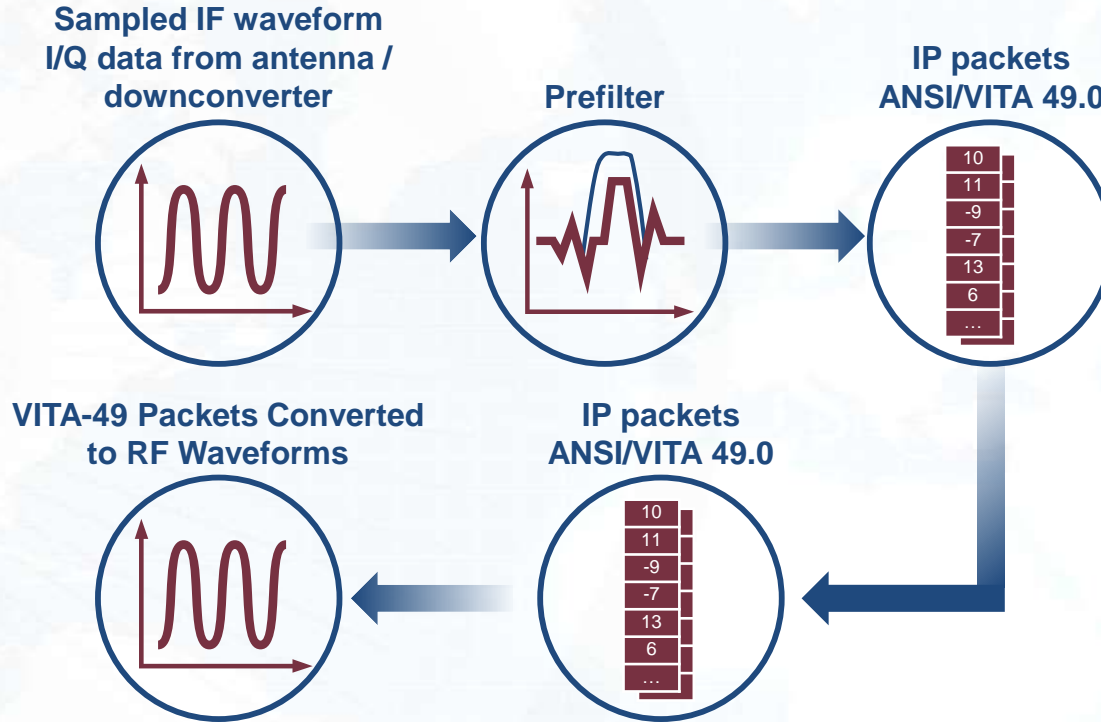 Sampled IF waveform
I/Q data from antenna /
downconverter
Prefilter
IP packets
ANSI/VITA 49.0
10
11
-9
-7
13
6
...
VITA-49 Packets Converted
to RF Waveforms
IP packets
ANSI/VITA 49.0
10
11
-9
-7
13
6
...